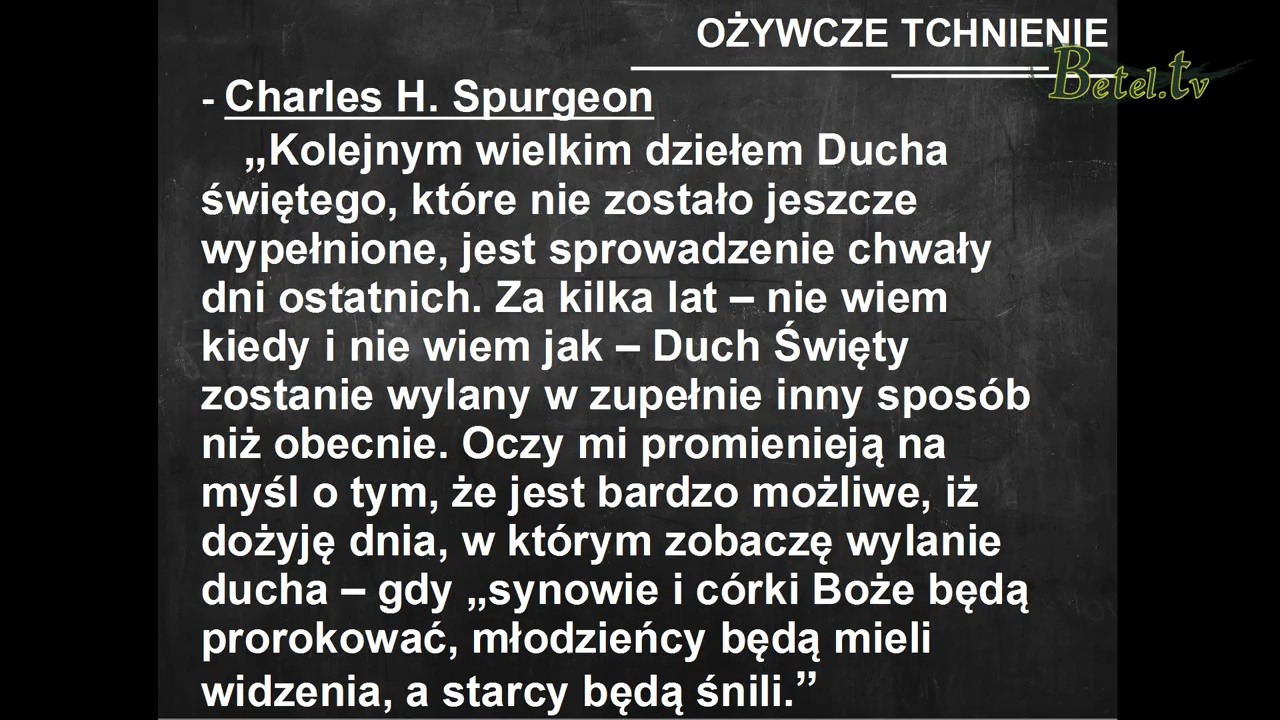 OŻYWCZE TCHNIENIE
Betel.tv
- Charles H. Spurgeon
„Kolejnym wielkim dziełem Ducha
świętego, które nie zostało jeszcze
wypełnione, jest sprowadzenie chwały
dni ostatnich. Za kilka lat – nie wiem
kiedy i nie wiem jak – Duch Święty
zostanie wylany w zupełnie inny sposób
niż obecnie. Oczy mi promienieją na
myśl o tym, że jest bardzo możliwe, iż
dożyję dnia, w którym zobaczę wylanie
ducha – gdy „synowie i córki Boże będą
prorokować, młodzieńcy będą mieli
widzenia, a starcy będą śnili.”